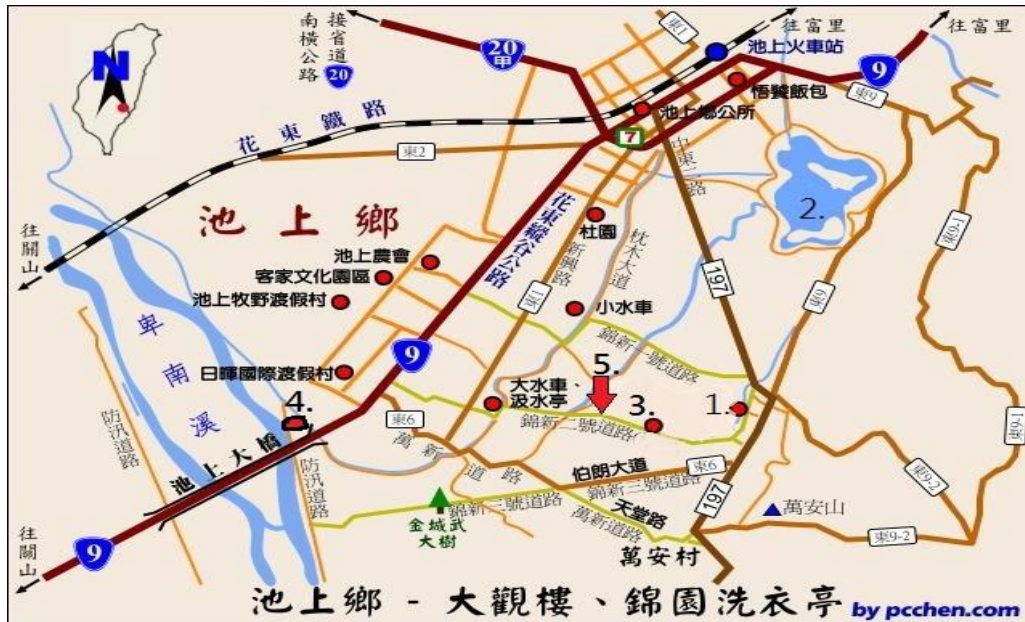 N
接省道
南橫公路
20
20
甲
往富里
東1
池上火車站
9
往富里
悟饕飯包
東9
池上鄉公所
花東鐵路
7
東2
中東二路
池上鄉
花東縱谷公路
杜園
枕木大道
新興路
2.
197
往關山
池上農會
客家文化園區
池上牧野渡假村
小水車
錦新一號道路
卑南溪
9
日暉國際渡假村
5.
大水車、
汲水亭
3.
1.
4.
錦新二號道路
東6
萬新道路
池上大橋
防汛道路
防汛道路
伯朗大道
東6
錦新三號道路
錦新三號道路
天堂路
萬新道路
197
萬安山
東9-2
東9-2
金城武
大樹
萬安村
往關山
9
池上鄉 - 大觀樓、錦園洗衣亭
by pcchen.com